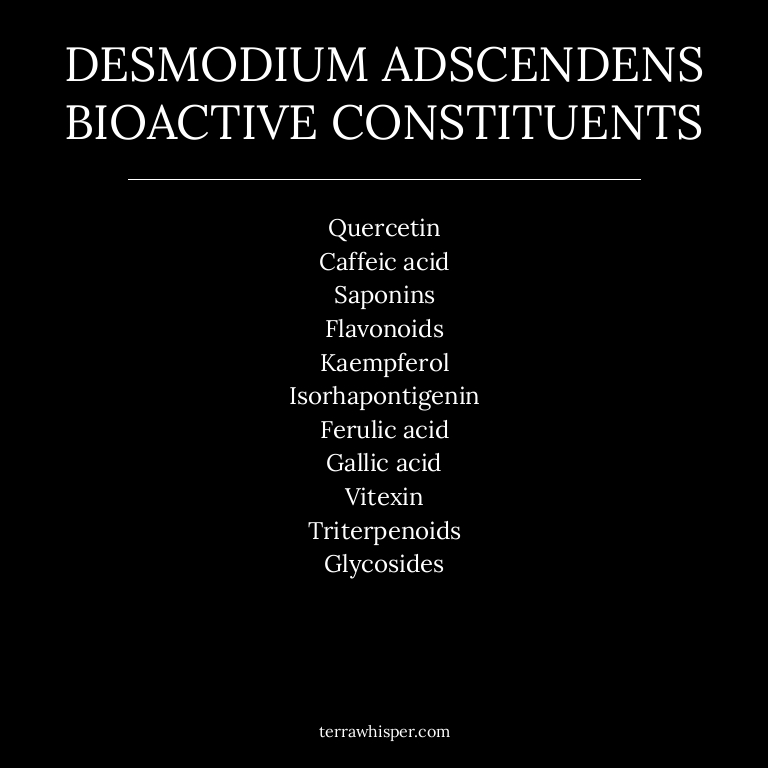 DESMODIUM ADSCENDENS
BIOACTIVE CONSTITUENTS
Quercetin
Caffeic acid
Saponins
Flavonoids
Kaempferol
Isorhapontigenin
Ferulic acid
Gallic acid
Vitexin
Triterpenoids
Glycosides
terrawhisper.com